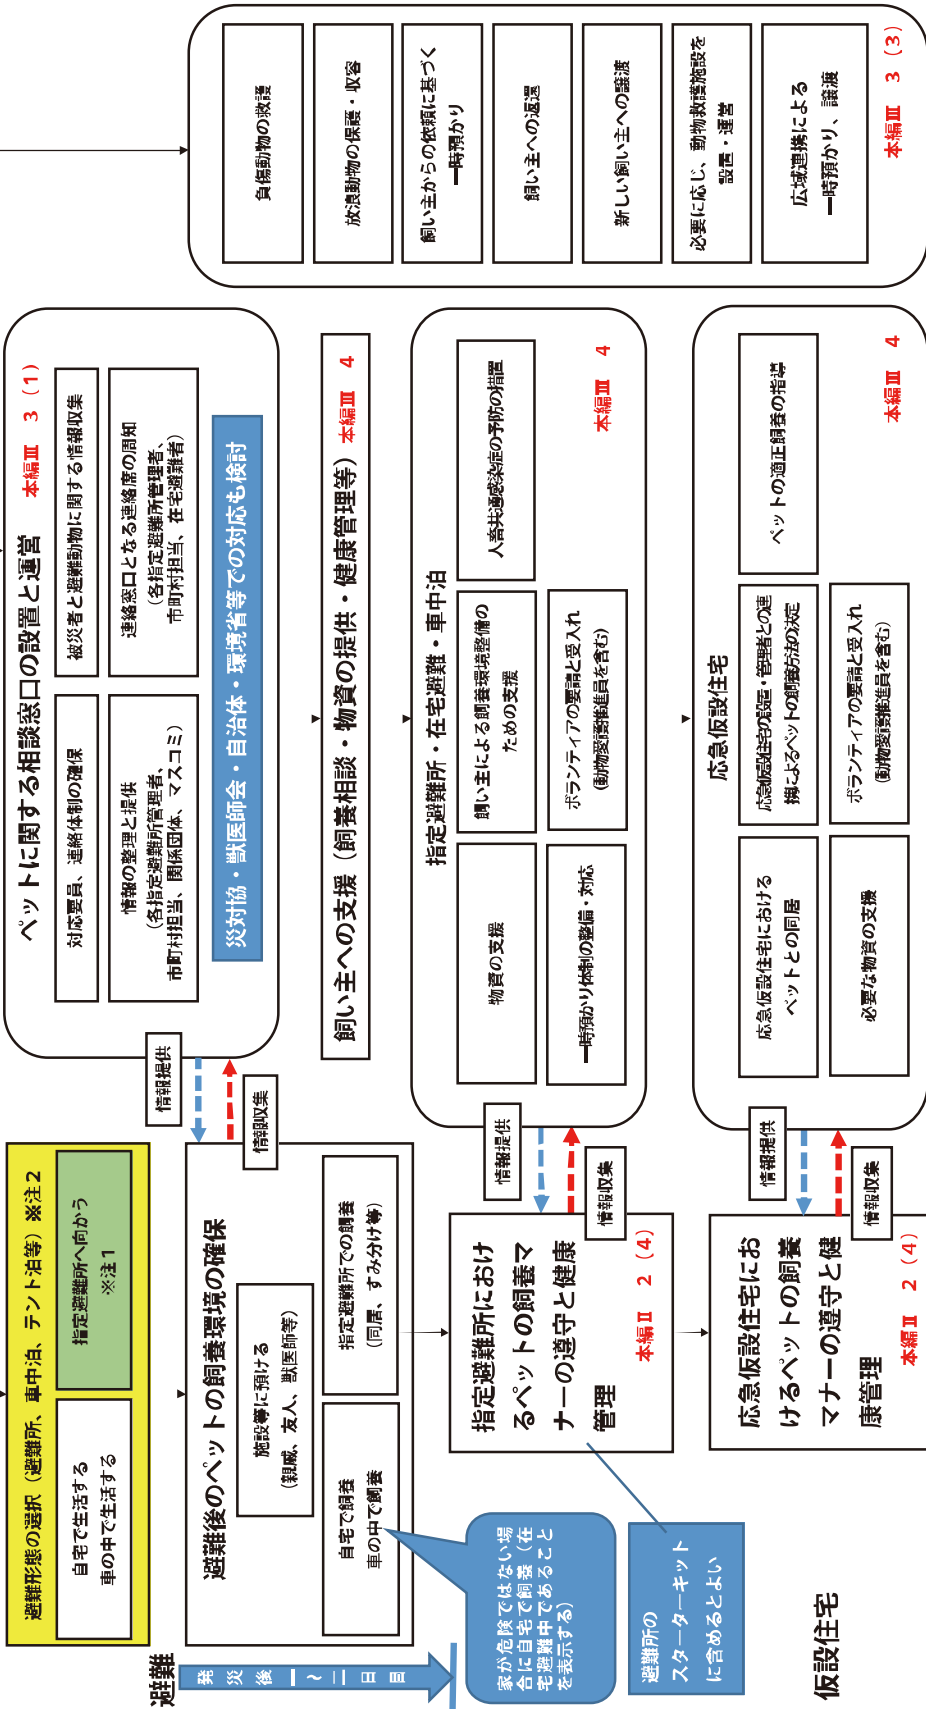 避難
発災後一～二日目
避難形態の選択（避難所、車中泊、テント泊等）※注２
自宅で生活する
車の中で生活する
指定避難所へ向かう
※注１
避難後のペットの飼養環境の確保
施設等に預ける
（親戚、友人、獣医師等）
自宅で飼養
車の中で飼養
指定避難所での飼養
（同居、すみ分け等）
家が危険ではない場
合に自宅で飼養（在
宅避難中であること
を表示する）
指定避難所におけ
るペットの飼養マ
ナーの遵守と健康
管理
本編Ⅱ　２（４）
避難所の
スターターキット
に含めるとよい
仮設住宅
応急仮設住宅にお
けるペットの飼養
マナーの遵守と健
康管理
本編Ⅱ　２（４）
情報提供
情報収集
情報提供
情報収集
情報提供
情報収集
ペットに関する相談窓口の設置と運営
本編Ⅲ　３（１）
対応要員、連絡体制の確保
被災者と避難動物に関する情報収集
情報の整理と提供
（各指定避難所管理者、
市町村担当、関係団体、マスコミ）
連絡窓口となる連絡席の周知
（各指定避難所管理者、
市町村担当、在宅避難者）
災対協・獣医師会・自治体・環境省等での対応も検討
飼い主への支援（飼養相談・物資の提供・健康管理等）
本編Ⅲ　４
指定避難所・在宅避難・車中泊
物資の支援
飼い主による飼養環境整備の
ための支援
人畜共通感染症の予防の措置
一時預かり体制の整備・対応
ボランティアの要請と受入れ
（動物愛護推進員を含む）
本編Ⅲ　４
応急仮設住宅
応急仮設住宅における
ペットとの同居
応急仮設住宅の設置・管理者との連
携によるペットの飼養方法の決定
ペットの適正飼養の指導
必要な物資の支援
ボランティアの要請と受入れ
（動物愛護推進員を含む）
本編Ⅲ　４
負傷動物の救護
放浪動物の保護・収容
飼い主からの依頼に基づく
一時預かり
飼い主への返還
新しい飼い主への譲渡
必要に応じ、動物救護施設を
設置・運営
広域連携による
一時預かり、譲渡
本編Ⅲ　３（３）